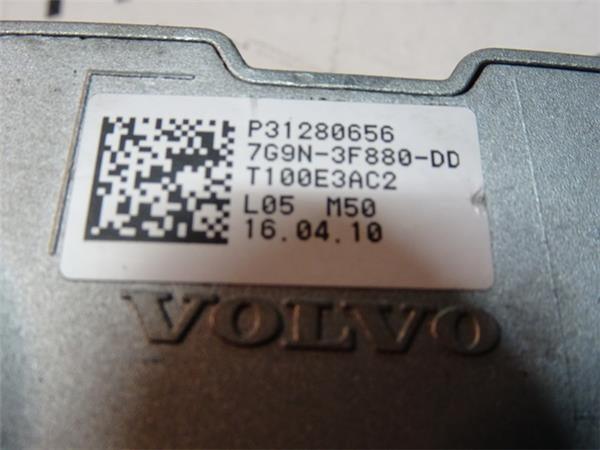 P31280656
7G9N-3F880-DD
T100E3AC2
L05 M50
16.04.10
VOLVO